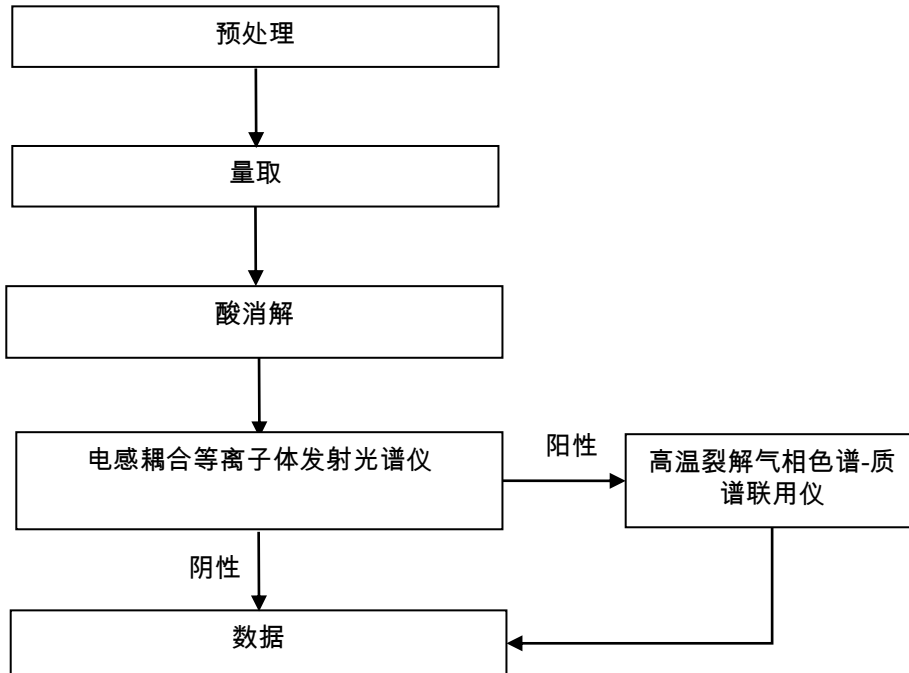 预处理
量取
酸消解
电感耦合等离子体发射光谱仪
阳性
高温裂解气相色谱-质
谱联用仪
阴性
数据